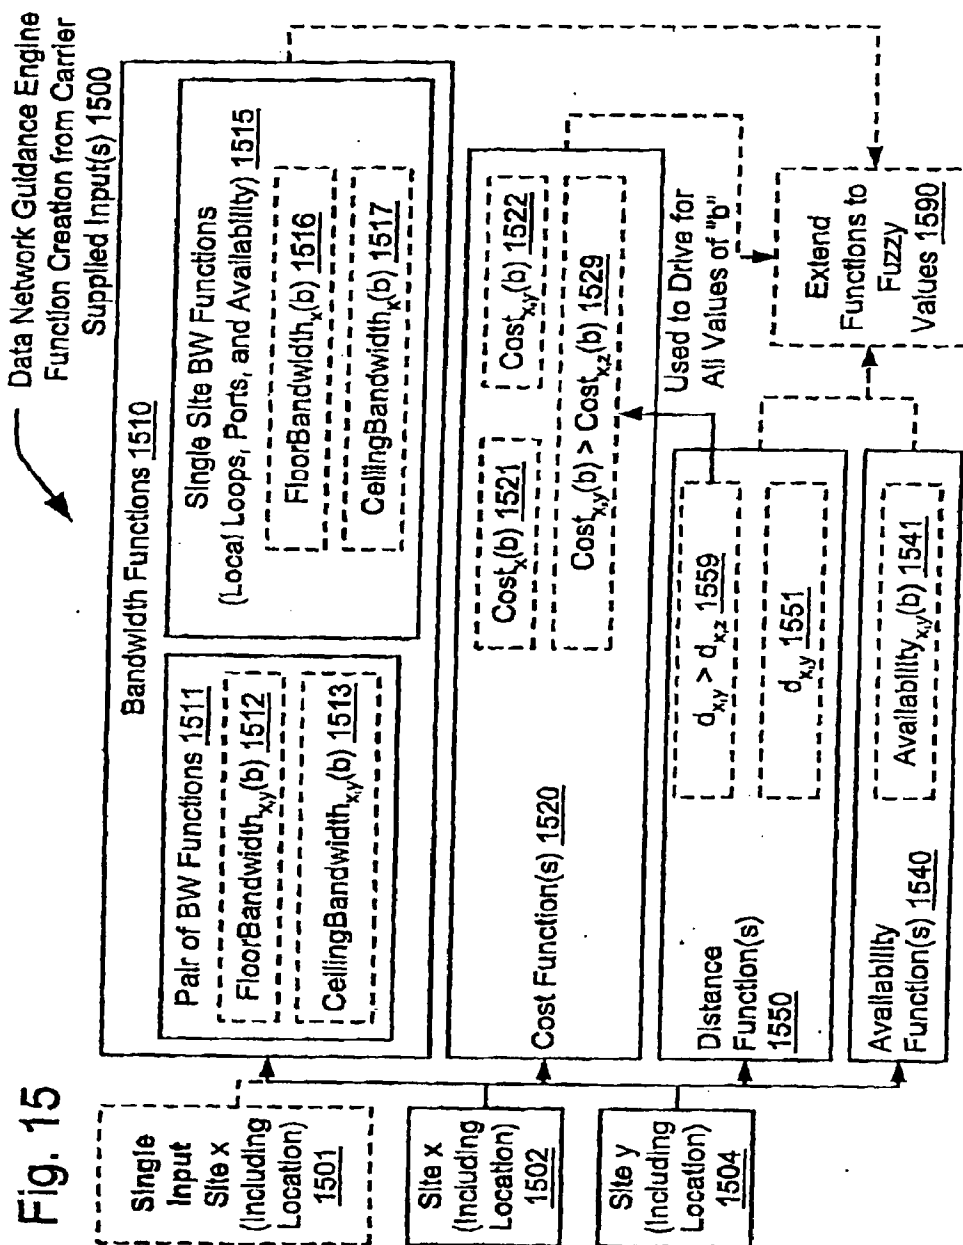 Fig. 15
Data Network Guidance Engine
Function Creation from Carrier
Supplied Input(s) 1500
Single
Input
Site x
(Including
Location)
1501
Site x
(Including
Location)
1502
Site y
(Including
Location)
1504
Bandwidth Functions 1510
Pair of BW Functions 1511
FloorBandwidthx,y(b) 1512
CeilingBandwidthx,y(b) 1513
Single Site BW Functions
(Local Loops, Ports, and Availability) 1515
FloorBandwidthx(b) 1516
CeilingBandwidthx(b) 1517
Cost Function(s) 1520
Costx(b) 1521
Costx,y(b) 1522
Costx,y(b) > Costx,z(b) 1529
Distance
Function(s)
1550
dx,y > dx,z 1559
dx,y 1551
Used to Drive for
All Values of "b"
Availability
Function(s) 1540
Availabilityx,y(b) 1541
Extend
Functions to
Fuzzy
Values 1590